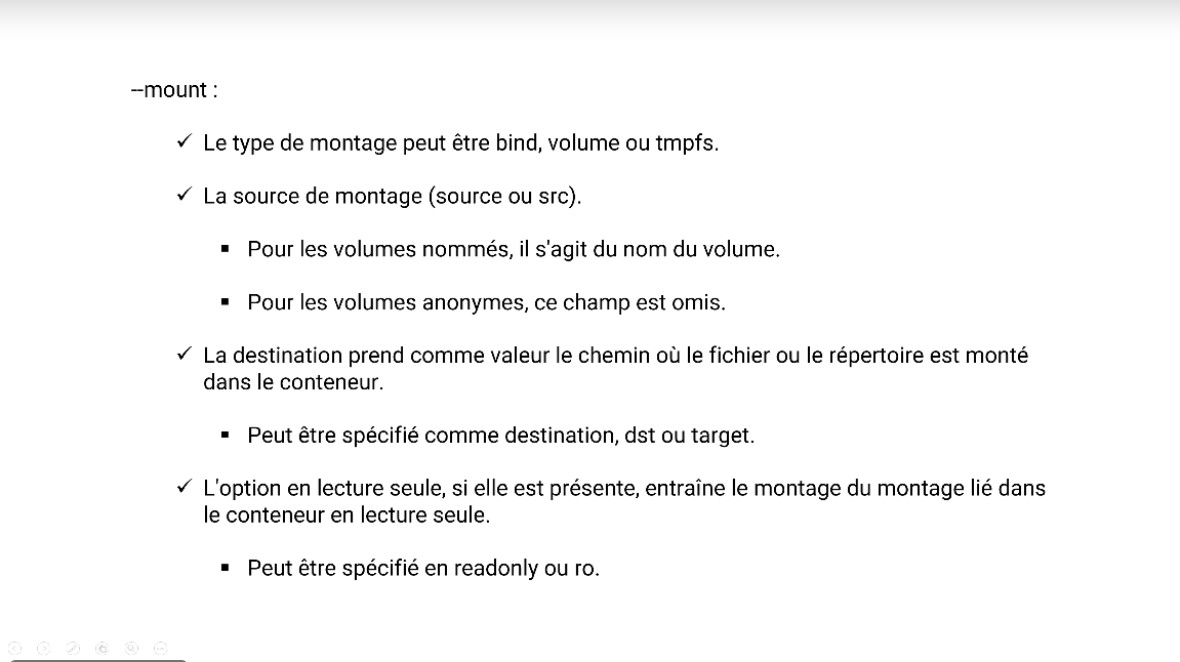 --mount :
✓ Le type de montage peut être bind, volume ou tmpfs.
✓ La source de montage (source ou src).
▪ Pour les volumes nommés, il s'agit du nom du volume.
▪ Pour les volumes anonymes, ce champ est omis.
✓ La destination prend comme valeur le chemin où le fichier ou le répertoire est monté
dans le conteneur.
▪ Peut être spécifié comme destination, dst ou target.
✓ L'option en lecture seule, si elle est présente, entraîne le montage du montage lié dans
le conteneur en lecture seule.
▪ Peut être spécifié en readonly ou ro.